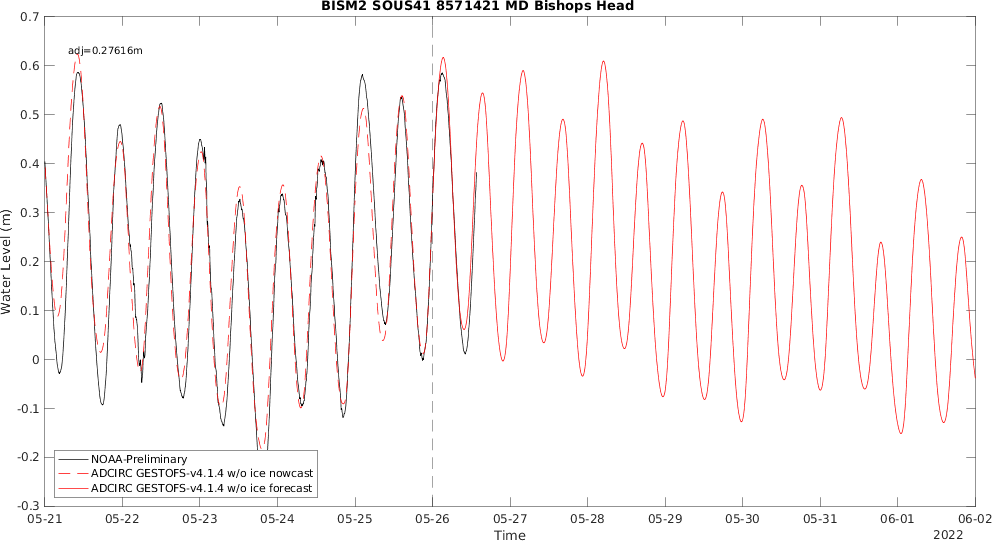 BISM2 SOUS41 8571421 MD Bishops Head
adj=0.27616m
0.7
0.6
0.5
0.4
0.3
0.2
0.1
0
-0.1
-0.2
-0.3
Water Level (m)
NOAA-Preliminary
ADCIRC GESTOFS-v4.1.4 w/o ice nowcast
ADCIRC GESTOFS-v4.1.4 w/o ice forecast
05-21 05-22 05-23 05-24 05-25 05-26 05-27 05-28 05-29 05-30 05-31 06-01 06-02
Time
2022